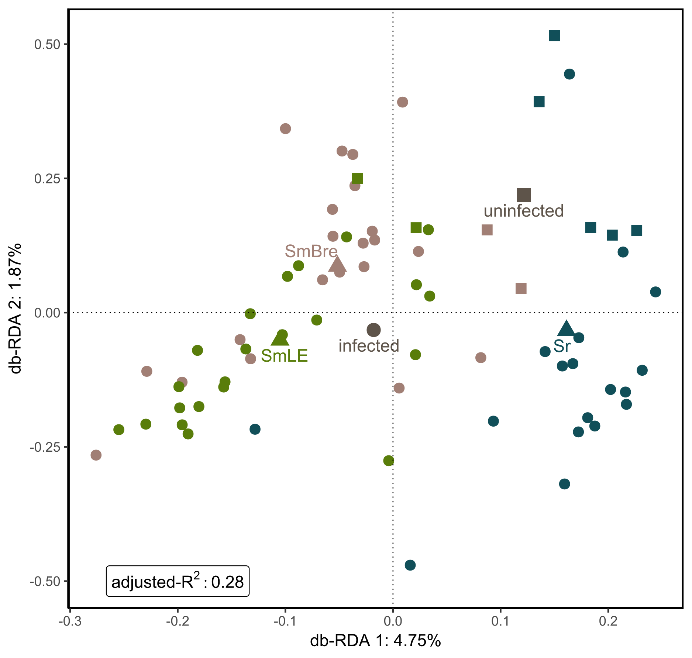 0.50
0.25
0.00
-0.25
-0.50
db-RDA 2: 1.87%
uninfected
SmBre
infected
SmLE
Sr
adjusted-R²: 0.28
-0.3 -0.2 -0.1 0.0 0.1 0.2
db-RDA 1: 4.75%